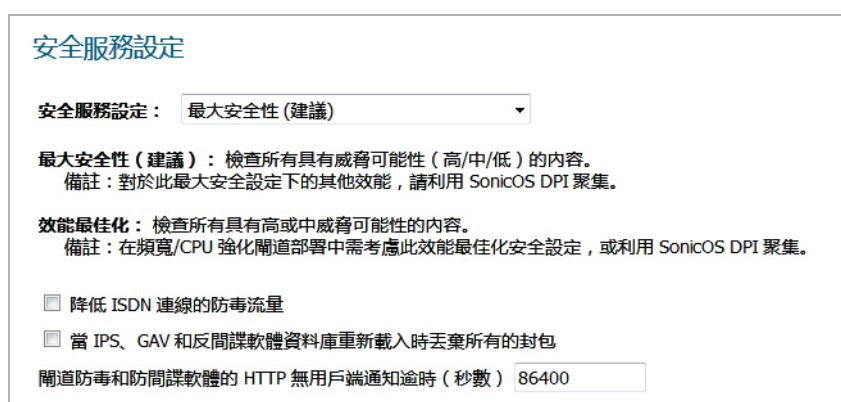 安全服務設定
安全服務設定： 最大安全性 (建議)
最大安全性（建議）：檢查所有具有威脅可能性（高/中/低）的內容。
備註：對於此最大安全設定下的其他效能，請利用 SonicOS DPI 聚集。
效能最佳化：檢查所有具有高或中威脅可能性的內容。
備註：在頻寬/CPU 強化閘道部署中需考慮此效能最佳化安全設定，或利用 SonicOS DPI 聚集。
降低 ISDN 連線的防毒流量
當 IPS、GAV 和反間諜軟體資料庫重新載入時丟棄所有的封包
閘道防毒和防間諜軟體的 HTTP 無用戶端通知逾時（秒數） 86400